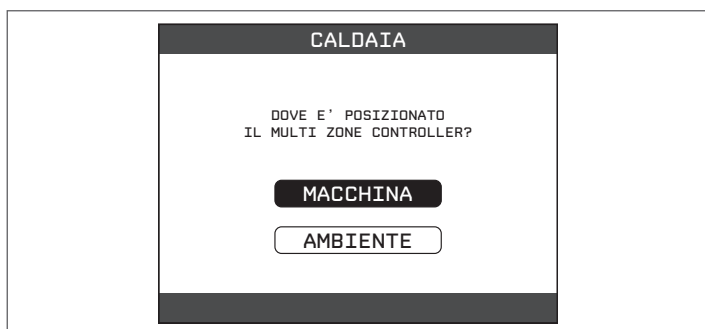 CALDAIA
DOVE E' POSIZIONATO
IL MULTI ZONE CONTROLLER?
MACCHINA
AMBIENTE